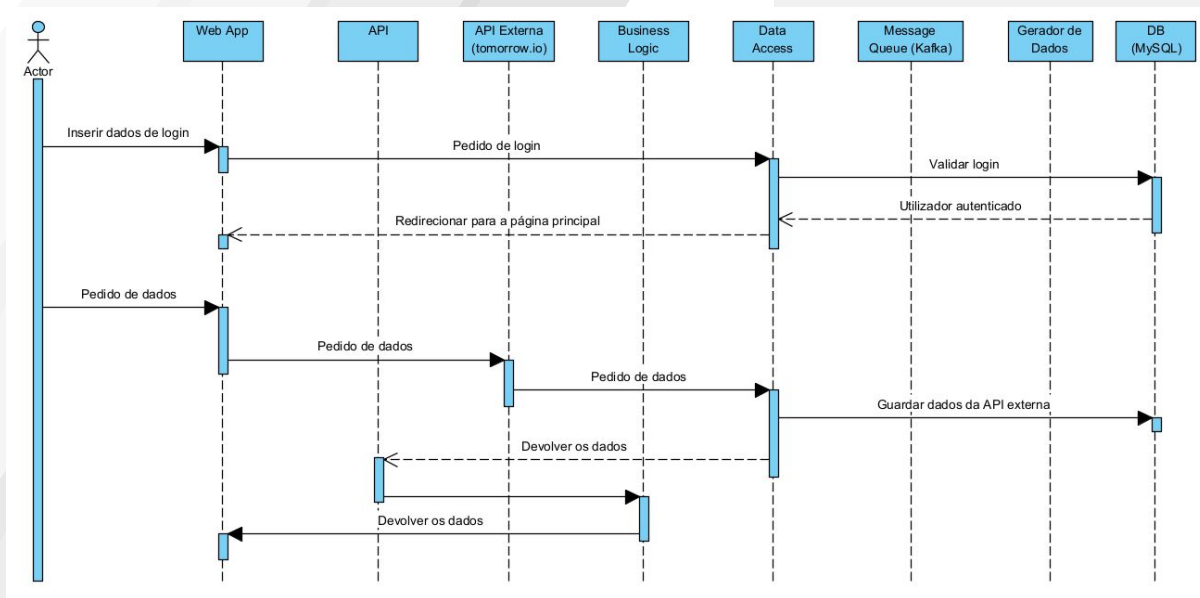 Actor
Web App
API
API Externa
(tomorrow.io)
Business
Logic
Data
Access
Message
Queue (Kafka)
Gerador de
Dados
DB
(MySQL)
Inserir dados de login
Pedido de login
Validar login
Utilizador autenticado
Redirecionar para a página principal
Pedido de dados
Pedido de dados
Pedido de dados
Guardar dados da API externa
Devolver os dados
Devolver os dados